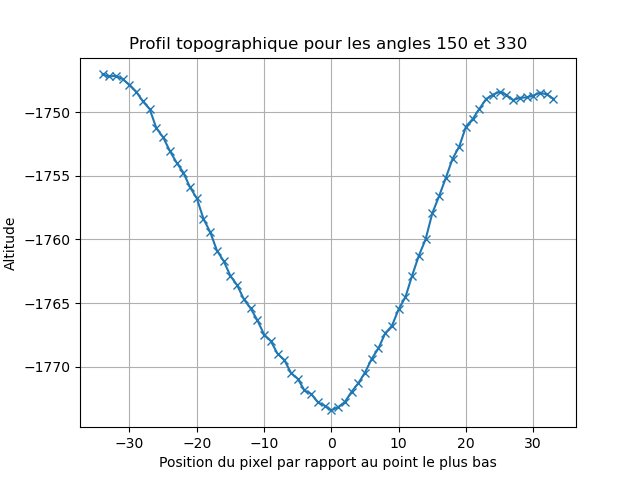 Profil topographique pour les angles 150 et 330
Altitude
−1750
−1755
−1760
−1765
−1770
−30 −20 −10 0 10 20 30
Position du pixel par rapport au point le plus bas